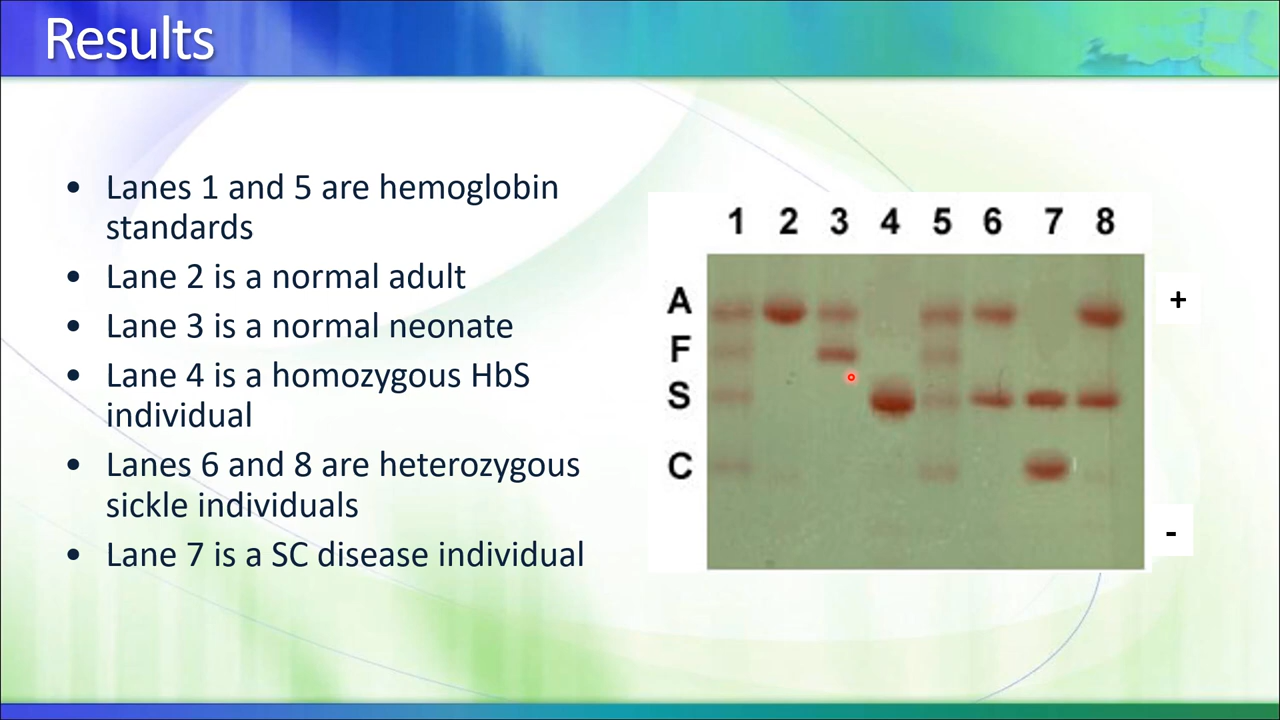 Results
• Lanes 1 and 5 are hemoglobin
standards
• Lane 2 is a normal adult
• Lane 3 is a normal neonate
• Lane 4 is a homozygous HbS
individual
• Lanes 6 and 8 are heterozygous
sickle individuals
• Lane 7 is a SC disease individual
1 2 3 4 5 6 7 8
A
+
F
S
C
-